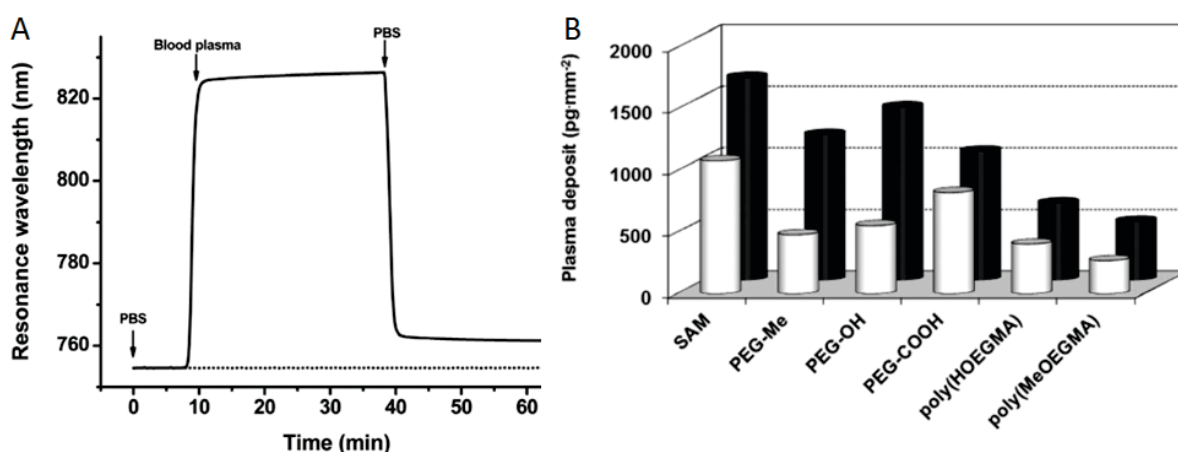 A
Resonance wavelength (nm)
820
800
780
760
PBS
Blood plasma
PBS
0
10
20
30
40
50
60
Time (min)
B
Plasma deposit (pg·mm-2)
2000
1500
1000
500
0
SAM
PEG-Me
PEG-OH
PEG-COOH
poly(HOEGMA)
poly(MeOEGMA)